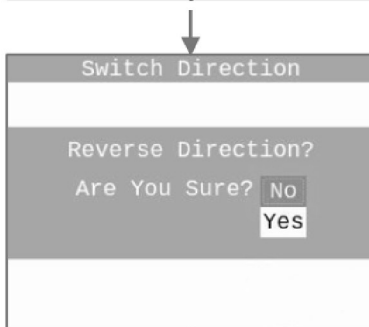 Switch Direction
Reverse Direction?
Are You Sure? No
Yes